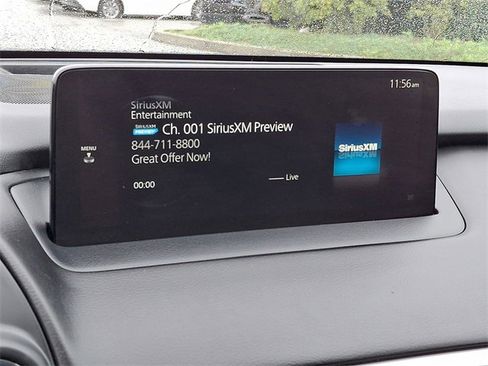 11:56am
SiriusXM
Entertainment
SiriusXM PREVIEW Ch. 001 SiriusXM Preview
MENU
844-711-8800
Great Offer Now!
SiriusXM
00:00
Live